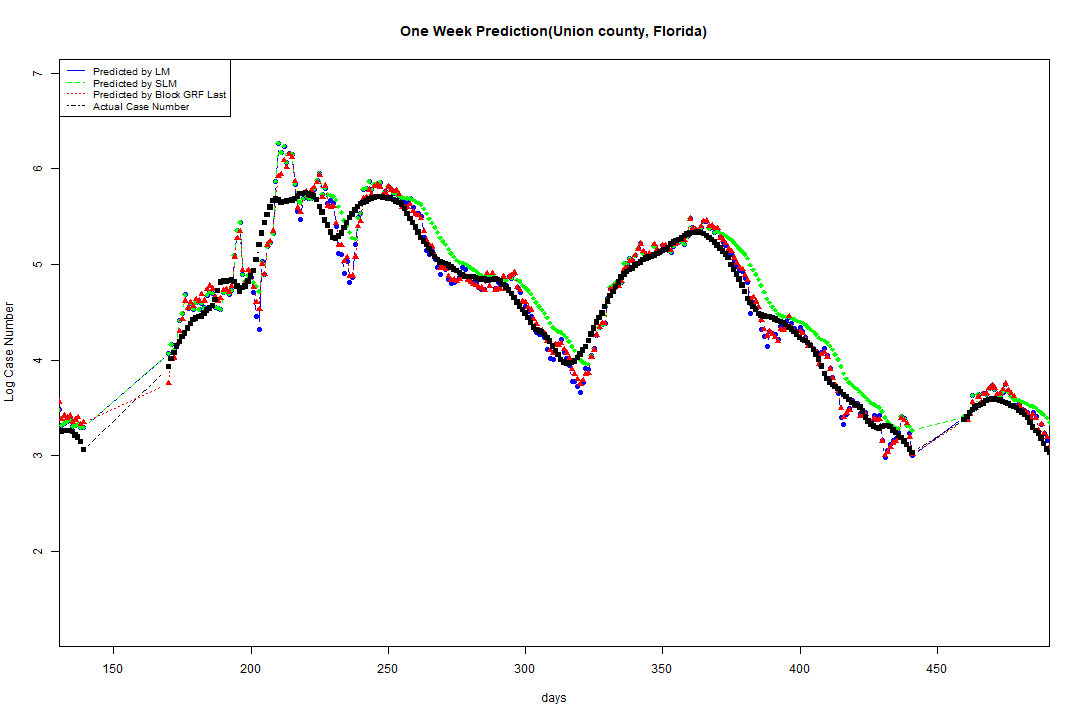 One Week Prediction(Union county, Florida)
Predicted by LM
Predicted by SLM
Predicted by Block GRF Last
Actual Case Number
7
6
5
4
3
2
Log Case Number
150 200 250 300 350 400 450
days